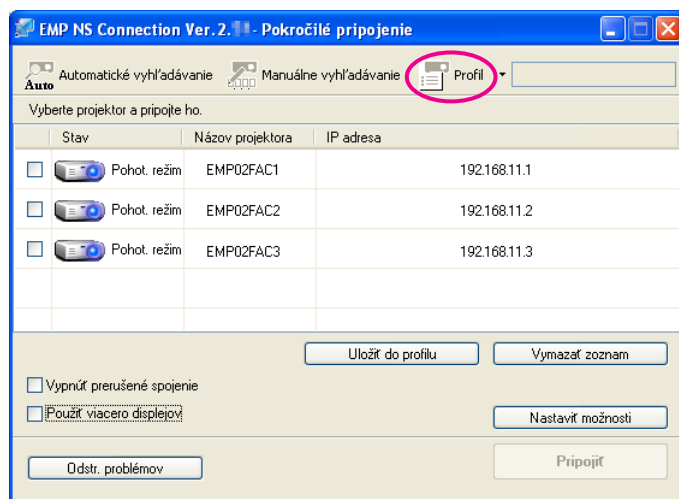 EMP NS Connection Ver.2. - Pokročilé pripojenie
Auto Automatické vyhľadávanie Manuálne vyhľadávanie Profil
Vyberte projektor a pripojte ho.
Stav Názov projektora IP adresa
Pohot. režim EMP02FAC1 192.168.11.1
Pohot. režim EMP02FAC2 192.168.11.2
Pohot. režim EMP02FAC3 192.168.11.3
Uložiť do profilu Vymazať zoznam
Vypnúť prerušené spojenie
Použiť viacero displejov
Nastaviť možnosti
Odstr. problémov Pripojiť